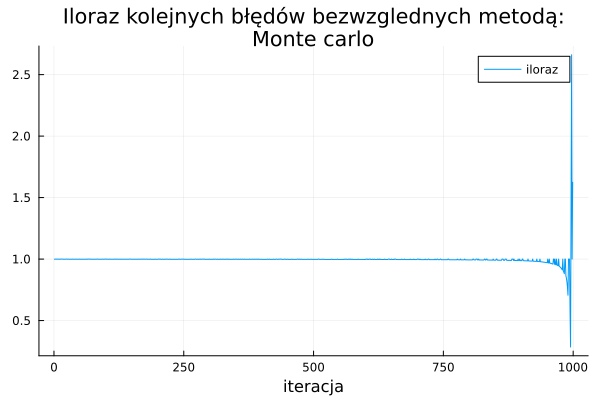 Iloraz kolejnych błędów bezwzglednych metodą:
Monte carlo
iloraz
2.5
2.0
1.5
1.0
0.5
0 250 500 750 1000
iteracja